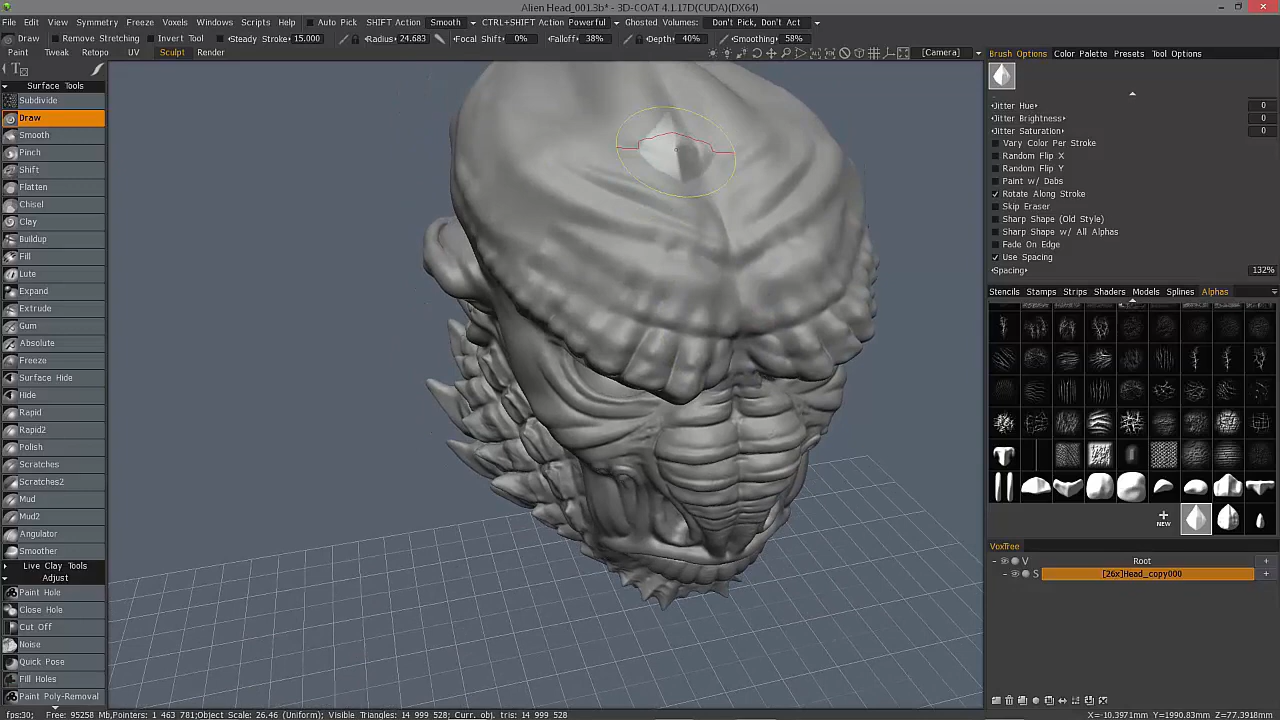 Alien Head_001.3b* - 3D-COAT 4.1.17D(CUDA)(DX64)
File Edit View Symmetry Freeze Voxels Windows Scripts Help Auto Pick SHIFT Action Smooth CTRL+SHIFT Action Powerful Ghosted Volumes: Don't Pick, Don't Act
Draw Remove Stretching Invert Tool Steady Stroke 15.000 Radius 24.683 Focal Shift 0% Falloff 38% Depth 40% Smoothing 58%
Paint Tweak Retopo UV Sculpt Render [Camera]
Brush Options Color Palette Presets Tool Options
Surface Tools
Subdivide
Draw
Smooth
Pinch
Shift
Flatten
Chisel
Clay
Buildup
Fill
Lute
Expand
Extrude
Gum
Absolute
Freeze
Surface Hide
Hide
Rapid
Rapid2
Polish
Scratches
Scratches2
Mud
Mud2
Angulator
Smoother
Live Clay Tools
Adjust
Paint Hole
Close Hole
Cut Off
Noise
Quick Pose
Fill Holes
Paint Poly-Removal
Jitter Hue 0
Jitter Brightness 0
Jitter Saturation 0
Vary Color Per Stroke
Random Flip X
Random Flip Y
Paint w/ Dabs
Rotate Along Stroke
Skip Eraser
Sharp Shape (Old Style)
Sharp Shape w/ All Alphas
Fade On Edge
Use Spacing
Spacing 132%
Stencils Stamps Strips Shaders Models Splines Alphas
NEW
VoxTree
V Root +
S [26x]Head_copy000 +
fps:30; Free: 95258 Mb,Pointers: 1 463 781;Object Scale: 26.46 (Uniform); Visible Triangles: 14 999 528; Curr. obj. tris: 14 999 528 X=-10.3971mm Y=1990.83mm Z=77.3918mm